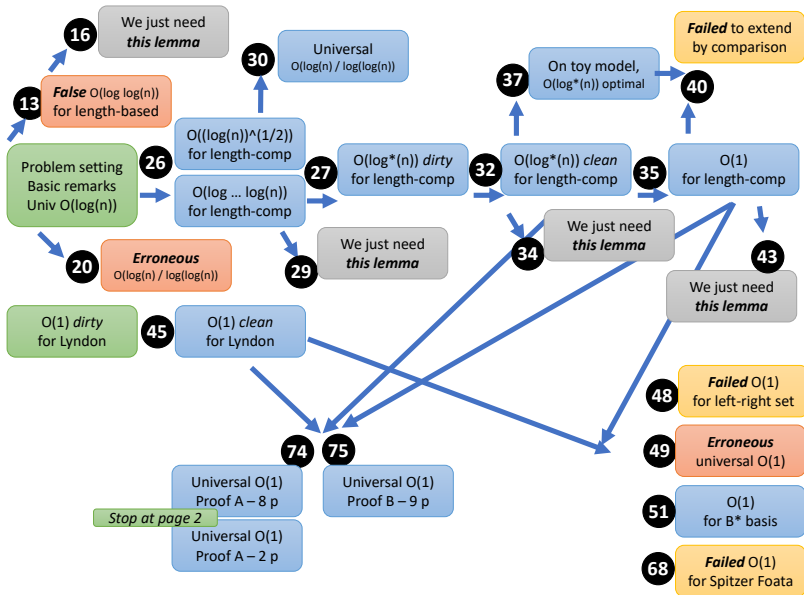 16
We just need
this lemma
30
Universal
O(log(n) / log(log(n))
Failed to extend
by comparison
13
False O(log log(n))
for length-based
37
On toy model,
O(log*(n)) optimal
40
Problem setting
Basic remarks
Univ O(log(n))
26
O((log(n))^(1/2))
for length-comp
O(log ... log(n))
for length-comp
27
O(log*(n)) dirty
for length-comp
32
O(log*(n)) clean
for length-comp
35
O(1)
for length-comp
20
Erroneous
O(log(n) / log(log(n))
29
We just need
this lemma
34
We just need
this lemma
43
We just need
this lemma
O(1) dirty
for Lyndon
45
O(1) clean
for Lyndon
48
Failed O(1)
for left-right set
49
Erroneous
universal O(1)
74
75
Universal O(1)
Proof A – 8 p
Universal O(1)
Proof B – 9 p
Stop at page 2
Universal O(1)
Proof A – 2 p
51
O(1)
for B* basis
68
Failed O(1)
for Spitzer Foata